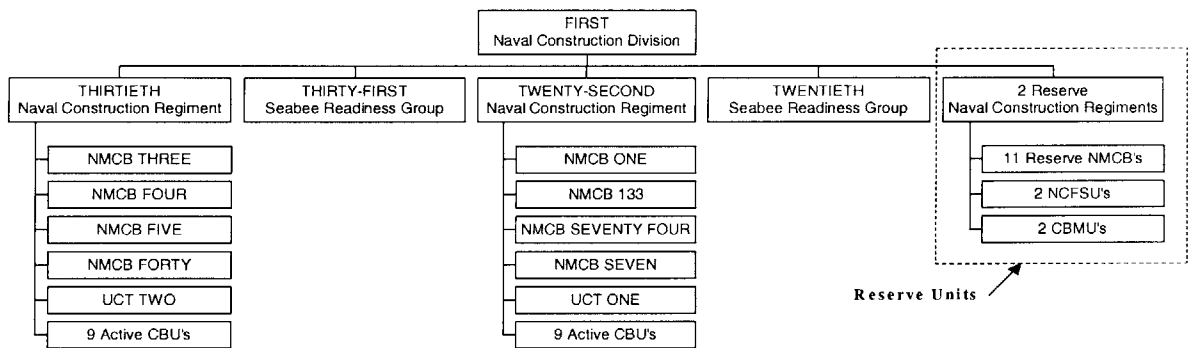 FIRST
Naval Construction Division
THIRTIETH
Naval Construction Regiment
THIRTY-FIRST
Seabee Readiness Group
TWENTY-SECOND
Naval Construction Regiment
TWENTIETH
Seabee Readiness Group
2 Reserve
Naval Construction Regiments
NMCB THREE
NMCB FOUR
NMCB FIVE
NMCB FORTY
UCT TWO
9 Active CBU's
NMCB ONE
NMCB 133
NMCB SEVENTY FOUR
NMCB SEVEN
UCT ONE
9 Active CBU's
11 Reserve NMCB's
2 NCFSU's
2 CBMU's
Reserve Units